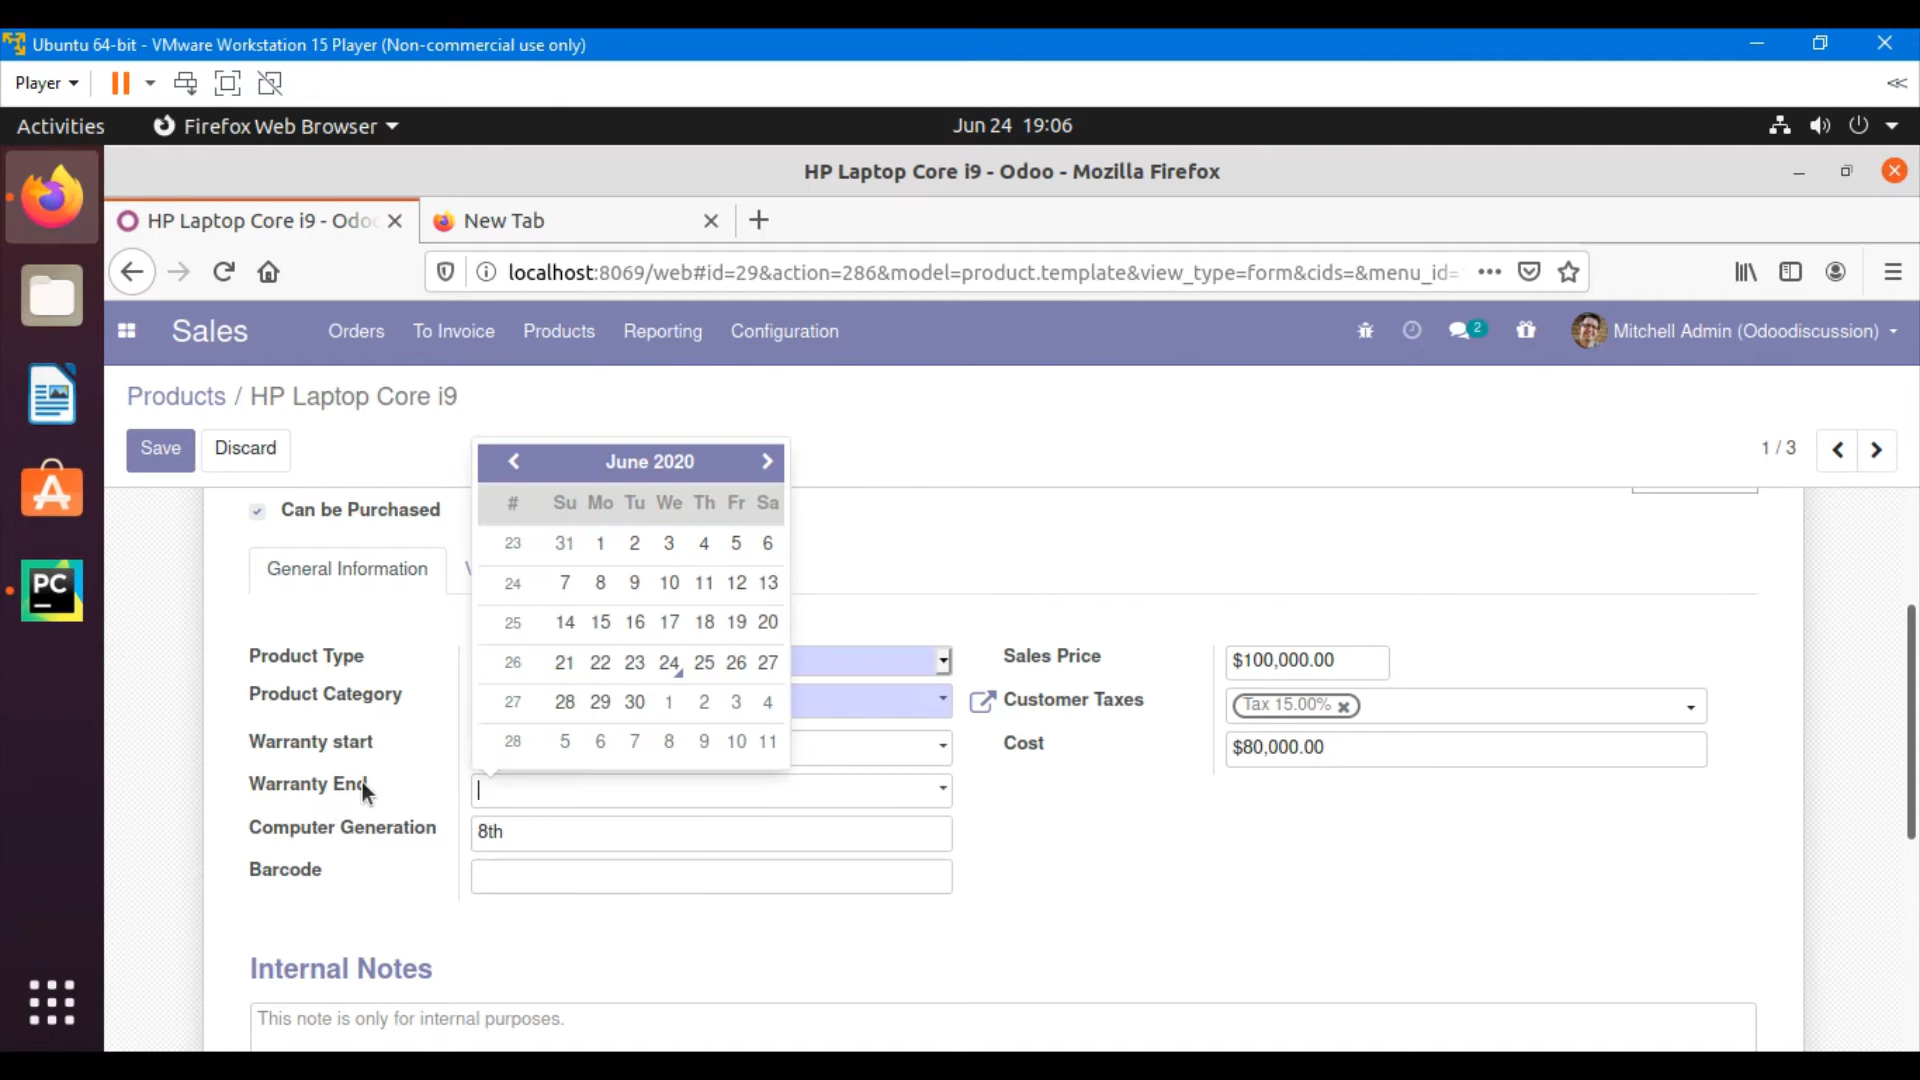 Ubuntu 64-bit - VMware Workstation 15 Player (Non-commercial use only)
Player
Activities Firefox Web Browser Jun 24 19:06
HP Laptop Core i9 - Odoo - Mozilla Firefox
HP Laptop Core i9 - Odoo New Tab
localhost:8069/web#id=29&action=286&model=product.template&view_type=form&cids=&menu_id=
Sales Orders To Invoice Products Reporting Configuration 2 Mitchell Admin (Odoodiscussion)
Products / HP Laptop Core i9
Save Discard 1 / 3
June 2020
# Su Mo Tu We Th Fr Sa
23 31 1 2 3 4 5 6
24 7 8 9 10 11 12 13
25 14 15 16 17 18 19 20
26 21 22 23 24 25 26 27
27 28 29 30 1 2 3 4
28 5 6 7 8 9 10 11
Can be Purchased
General Information
Product Type
Product Category
Warranty start
Warranty End
Computer Generation 8th
Barcode
Sales Price $100,000.00
Customer Taxes Tax 15.00%
Cost $80,000.00
Internal Notes
This note is only for internal purposes.
PC